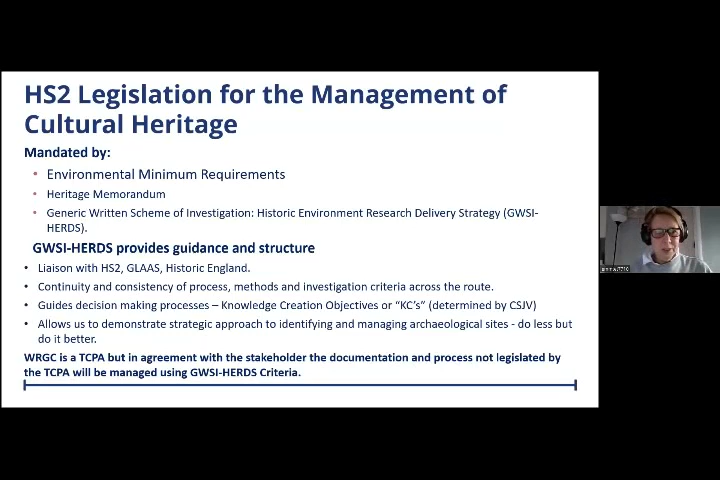 HS2 Legislation for the Management of
Cultural Heritage
Mandated by:
• Environmental Minimum Requirements
• Heritage Memorandum
• Generic Written Scheme of Investigation: Historic Environment Research Delivery Strategy (GWSI-
HERDS).
GWSI-HERDS provides guidance and structure
• Liaison with HS2, GLAAS, Historic England.
• Continuity and consistency of process, methods and investigation criteria across the route.
• Guides decision making processes – Knowledge Creation Objectives or “KC’s” (determined by CSJV)
• Allows us to demonstrate strategic approach to identifying and managing archaeological sites - do less but
do it better.
WRGC is a TCPA but in agreement with the stakeholder the documentation and process not legislated by
the TCPA will be managed using GWSI-HERDS Criteria.